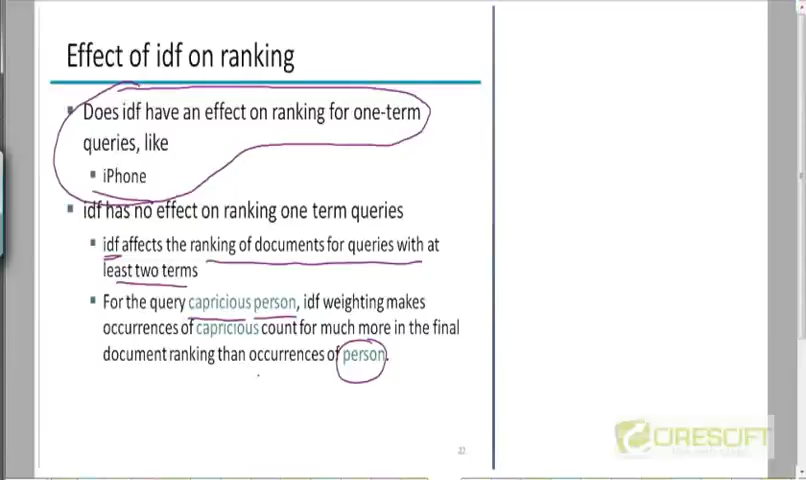 Effect of idf on ranking
▪ Does idf have an effect on ranking for one-term
queries, like
▪ iPhone
▪ idf has no effect on ranking one term queries
▪ idf affects the ranking of documents for queries with at
least two terms
▪ For the query capricious person, idf weighting makes
occurrences of capricious count for much more in the final
document ranking than occurrences of person.
22